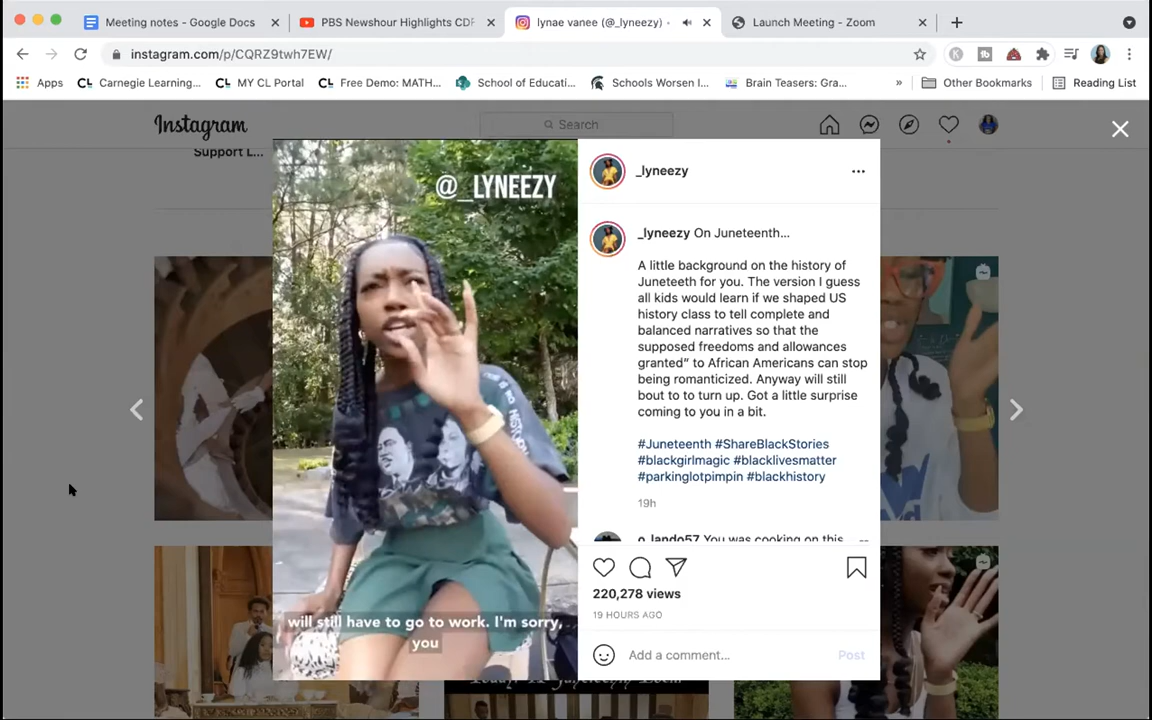 Meeting notes - Google Docs
PBS Newshour Highlights CDF
lynae vanee (@_lyneezy) •
Launch Meeting - Zoom
instagram.com/p/CQRZ9twh7EW/
Apps
Carnegie Learning...
MY CL Portal
Free Demo: MATH...
School of Educati...
Schools Worsen I...
Brain Teasers: Gra...
»
Other Bookmarks
Reading List
Instagram
Search
Support L...
@_LYNEEZY
will still have to go to work. I'm sorry,
you
_lyneezy
_lyneezy On Juneteenth...
A little background on the history of
Juneteeth for you. The version I guess
all kids would learn if we shaped US
history class to tell complete and
balanced narratives so that the
supposed freedoms and allowances
granted" to African Americans can stop
being romanticized. Anyway will still
bout to to turn up. Got a little surprise
coming to you in a bit.
#Juneteenth #ShareBlackStories
#blackgirlmagic #blacklivesmatter
#parkinglotpimpin #blackhistory
19h
o_lando57 You was cooking on this
220,278 views
19 HOURS AGO
Add a comment...
Post